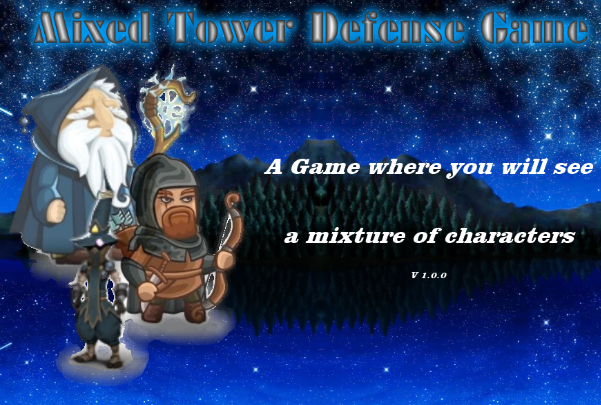 Mixed Tower Defense Game
A Game where you will see
a mixture of characters
V 1.0.0